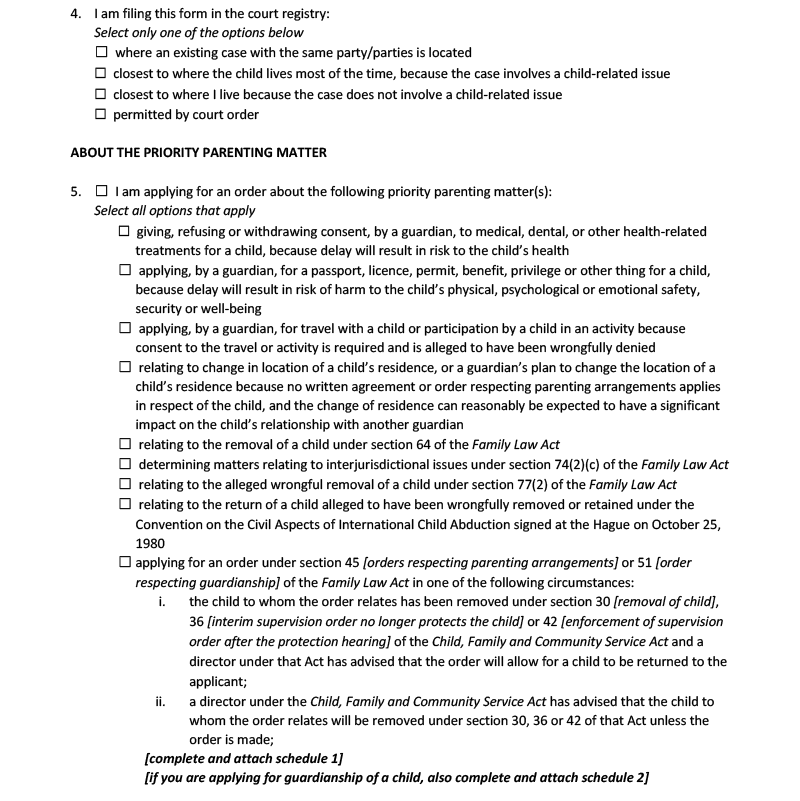 4. I am filing this form in the court registry:
Select only one of the options below
☐ where an existing case with the same party/parties is located
☐ closest to where the child lives most of the time, because the case involves a child-related issue
☐ closest to where I live because the case does not involve a child-related issue
☐ permitted by court order
ABOUT THE PRIORITY PARENTING MATTER
5. ☐ I am applying for an order about the following priority parenting matter(s):
Select all options that apply
☐ giving, refusing or withdrawing consent, by a guardian, to medical, dental, or other health-related
treatments for a child, because delay will result in risk to the child's health
☐ applying, by a guardian, for a passport, licence, permit, benefit, privilege or other thing for a child,
because delay will result in risk of harm to the child's physical, psychological or emotional safety,
security or well-being
☐ applying, by a guardian, for travel with a child or participation by a child in an activity because
consent to the travel or activity is required and is alleged to have been wrongfully denied
☐ relating to change in location of a child's residence, or a guardian's plan to change the location of a
child's residence because no written agreement or order respecting parenting arrangements applies
in respect of the child, and the change of residence can reasonably be expected to have a significant
impact on the child's relationship with another guardian
☐ relating to the removal of a child under section 64 of the Family Law Act
☐ determining matters relating to interjurisdictional issues under section 74(2)(c) of the Family Law Act
☐ relating to the alleged wrongful removal of a child under section 77(2) of the Family Law Act
☐ relating to the return of a child alleged to have been wrongfully removed or retained under the
Convention on the Civil Aspects of International Child Abduction signed at the Hague on October 25,
1980
☐ applying for an order under section 45 [orders respecting parenting arrangements] or 51 [order
respecting guardianship] of the Family Law Act in one of the following circumstances:
i. the child to whom the order relates has been removed under section 30 [removal of child],
36 [interim supervision order no longer protects the child] or 42 [enforcement of supervision
order after the protection hearing] of the Child, Family and Community Service Act and a
director under that Act has advised that the order will allow for a child to be returned to the
applicant;
ii. a director under the Child, Family and Community Service Act has advised that the child to
whom the order relates will be removed under section 30, 36 or 42 of that Act unless the
order is made;
[complete and attach schedule 1]
[if you are applying for guardianship of a child, also complete and attach schedule 2]